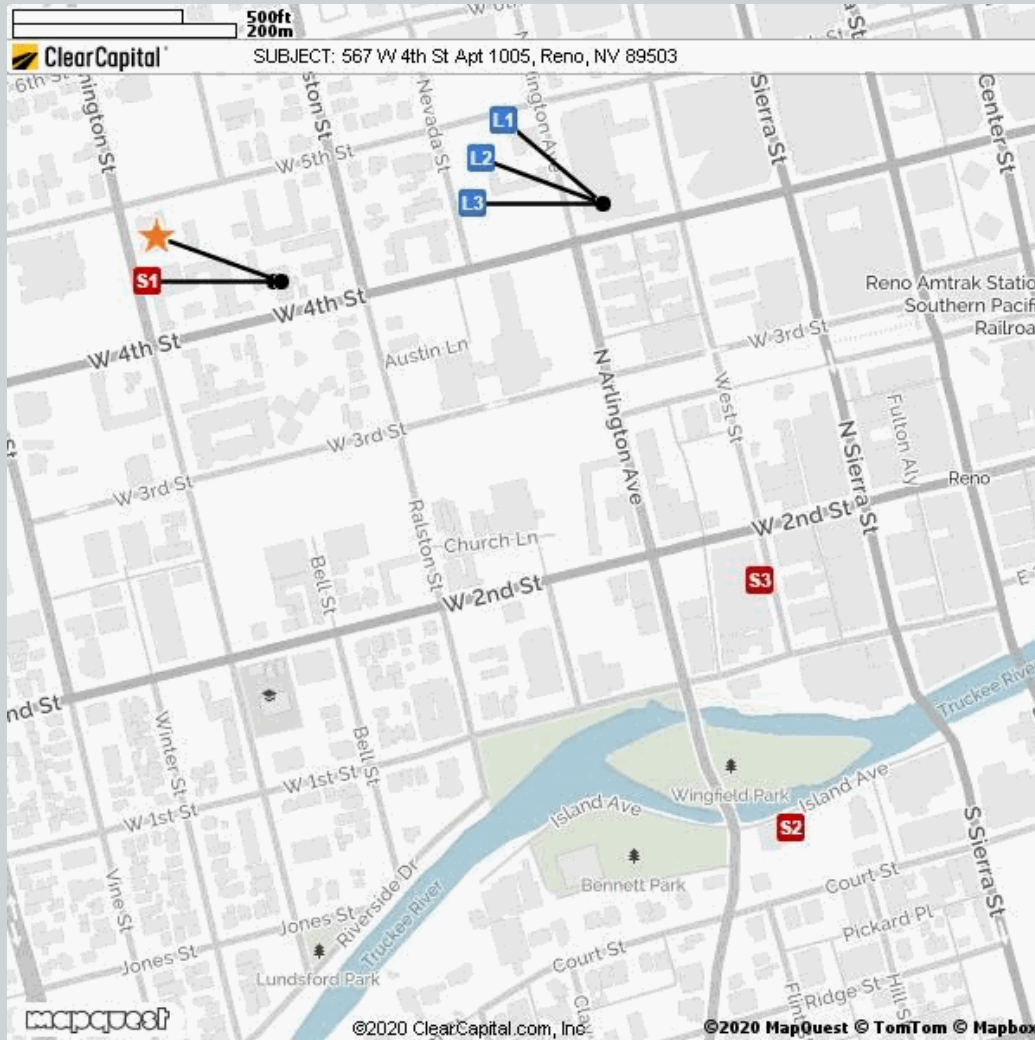 500ft
200m
ClearCapital
SUBJECT: 567 W 4th St Apt 1005, Reno, NV 89503
6th St
ington St
ston St
Nevada St
lington Ave
Sierra St
Center St
W 5th St
L1
L2
L3
S1
W 4th St
W 4th St
Reno Amtrak Statio
Southern Pacif
Railroa
Austin Ln
W 3rd St
N Arlington Ave
West St
N Sierra St
Fulton Aly
W 3rd St
W 3rd St
Reno
Ralston St
Church Ln
W 2nd St
W 2nd St
Bell St
S3
nd St
Winter St
Bell St
W 1st St
W 1st St
Truckee Rive
Wingfield Park
Island Ave
Island Ave
S2
Bennett Park
Court St
S Sierra St
Vine St
Riverside Dr
Truckee River
Jones St
Jones St
Lundsford Park
Court St
Pickard Pl
Ridge St
Hill S
mapquest
©2020 ClearCapital.com, Inc
©2020 MapQuest © TomTom © Mapbox